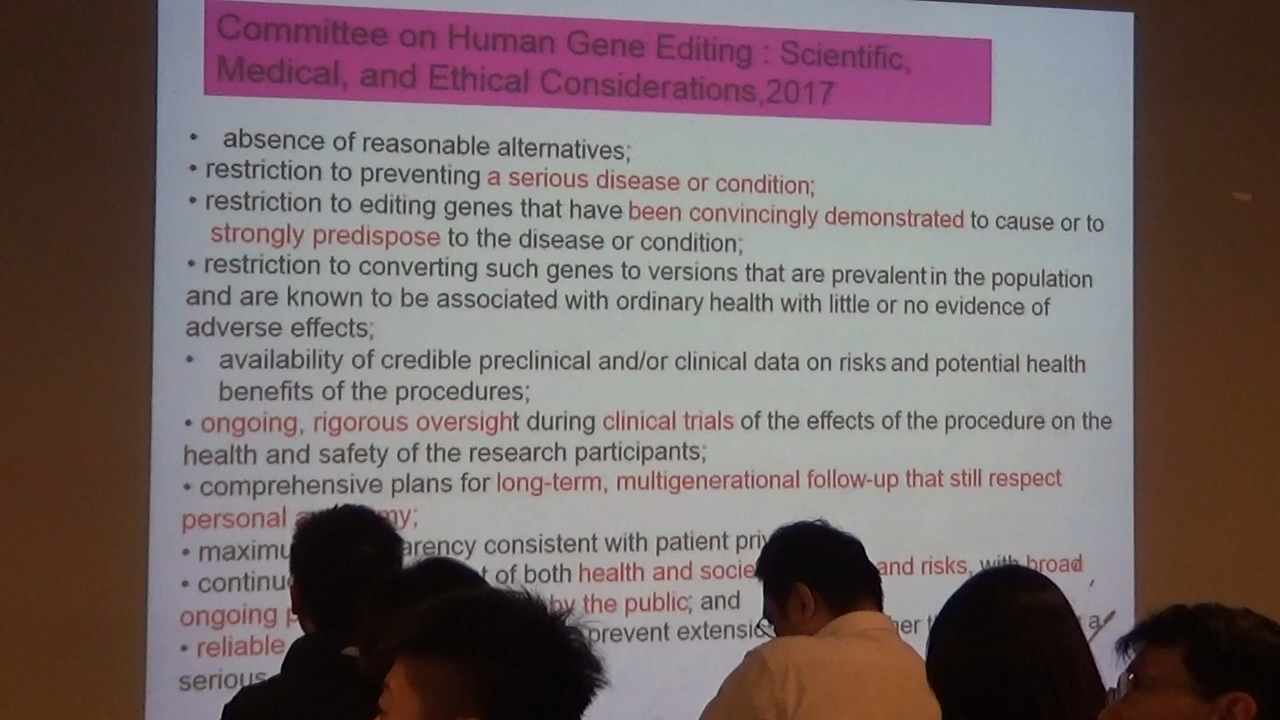 Committee on Human Gene Editing : Scientific,
Medical, and Ethical Considerations,2017
• absence of reasonable alternatives;
• restriction to preventing a serious disease or condition;
• restriction to editing genes that have been convincingly demonstrated to cause or to
strongly predispose to the disease or condition;
• restriction to converting such genes to versions that are prevalent in the population
and are known to be associated with ordinary health with little or no evidence of
adverse effects;
• availability of credible preclinical and/or clinical data on risks and potential health
benefits of the procedures;
• ongoing, rigorous oversight during clinical trials of the effects of the procedure on the
health and safety of the research participants;
• comprehensive plans for long-term, multigenerational follow-up that still respect
personal
• consistent with patient
• of both health and and risks, with broad
ongoing by the public; and
• reliable prevent a
serious